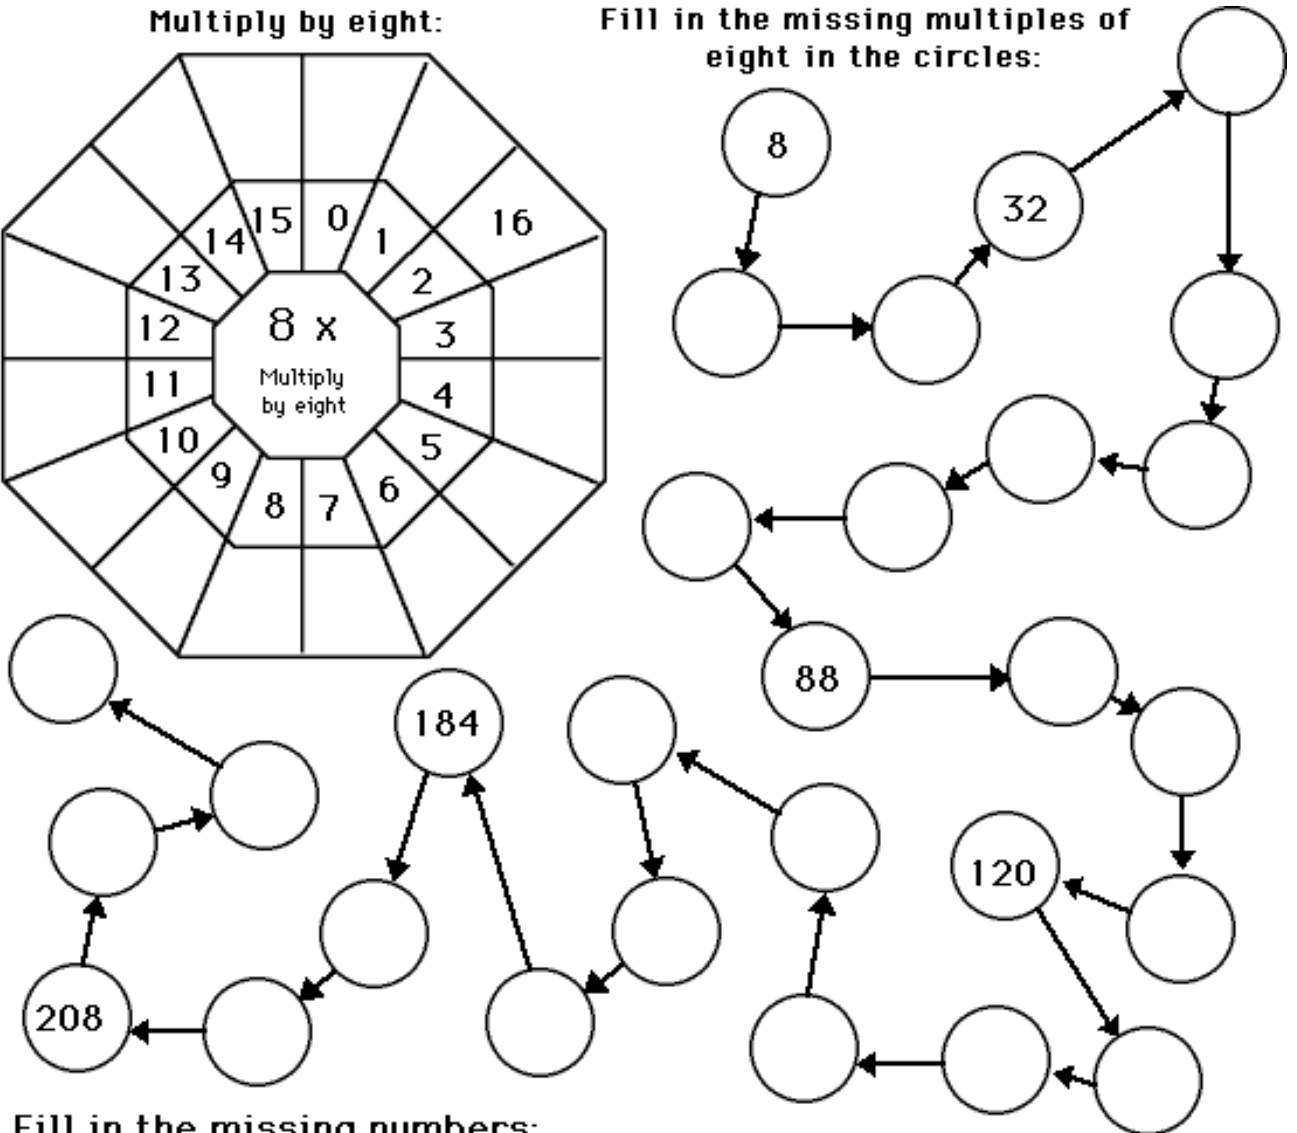 Multiply by eight:
Fill in the missing multiples of
eight in the circles:
8
32
15 0
14 1 16
13 2
12 3
8 x
Multiply
by eight
11 4
10 5
9 6
8 7
88
184
120
208
Fill in the missing numbers: